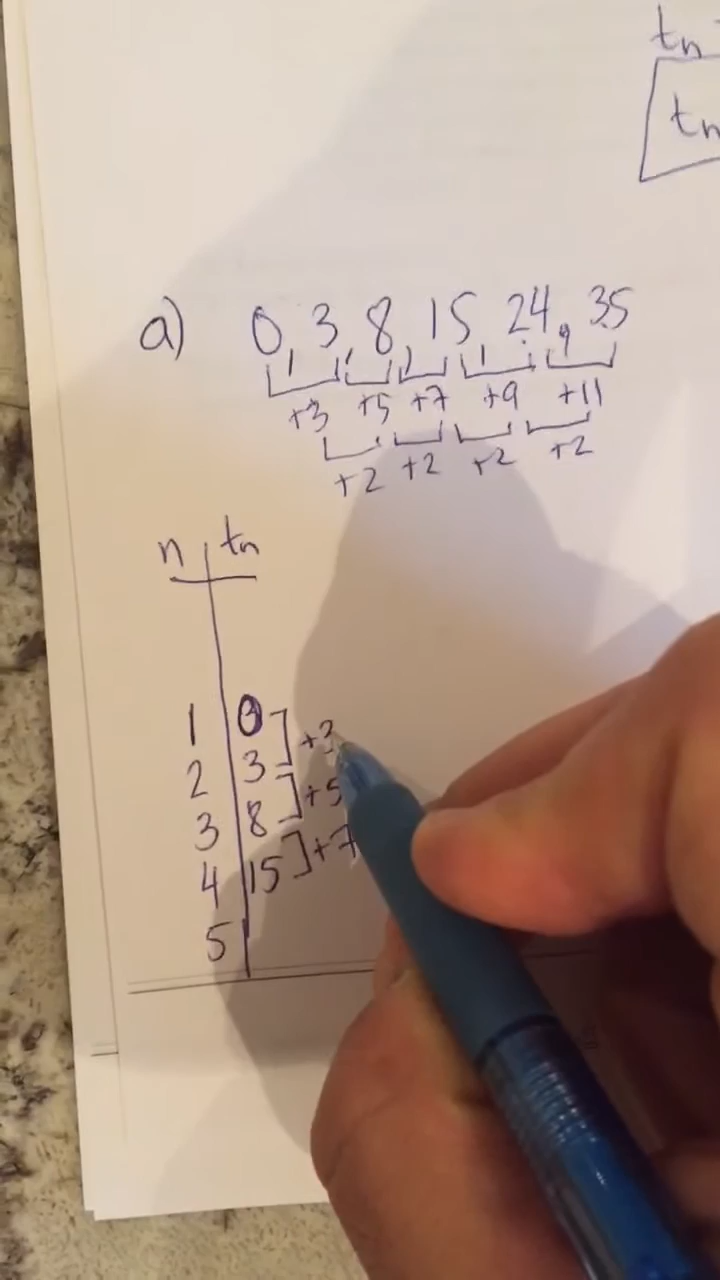 tn
tn
a) 0, 3, 8, 15, 24, 35
+3 +5 +7 +9 +11
+2 +2 +2 +2
n tn
1 0
+3
2 3
+5
3 8
+7
4 15
5